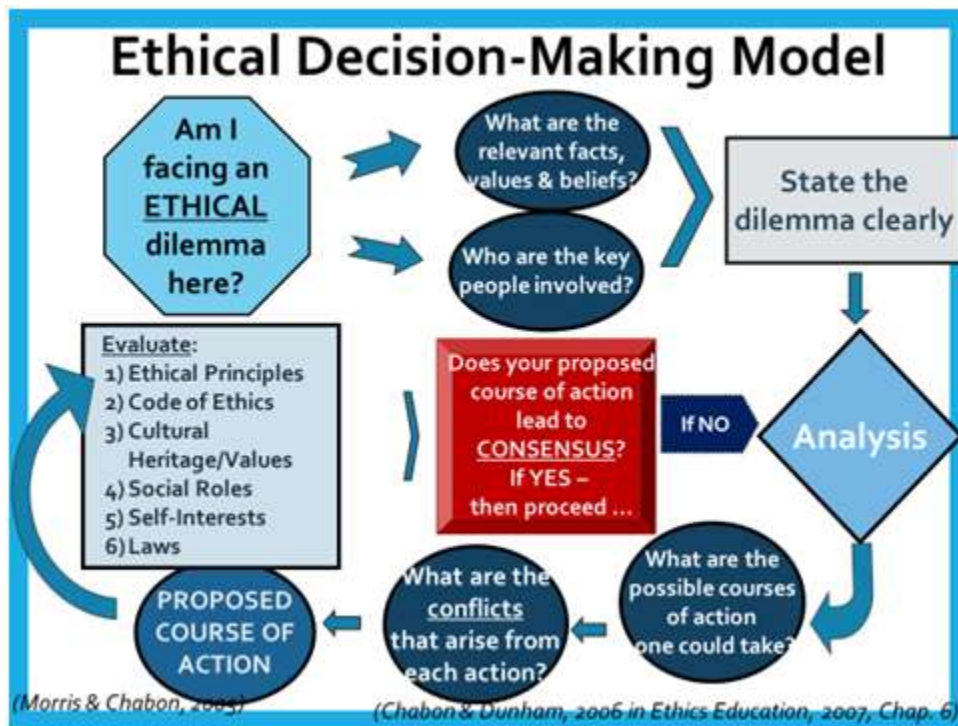 Ethical Decision-Making Model
Am I
facing an
ETHICAL
dilemma
here?
What are the
relevant facts,
values & beliefs?
Who are the key
people involved?
State the
dilemma clearly
Evaluate:
1) Ethical Principles
2) Code of Ethics
3) Cultural
Heritage/Values
4) Social Roles
5) Self-Interests
6) Laws
Does your proposed
course of action
lead to
CONSENSUS?
If YES –
then proceed ...
If NO
Analysis
What are the
possible courses
of action
one could take?
What are the
conflicts
that arise from
each action?
PROPOSED
COURSE OF
ACTION
(Morris & Chabon,
(Chabon & Dunham, 2006 in Ethics Education, 2007, Chap. 6)